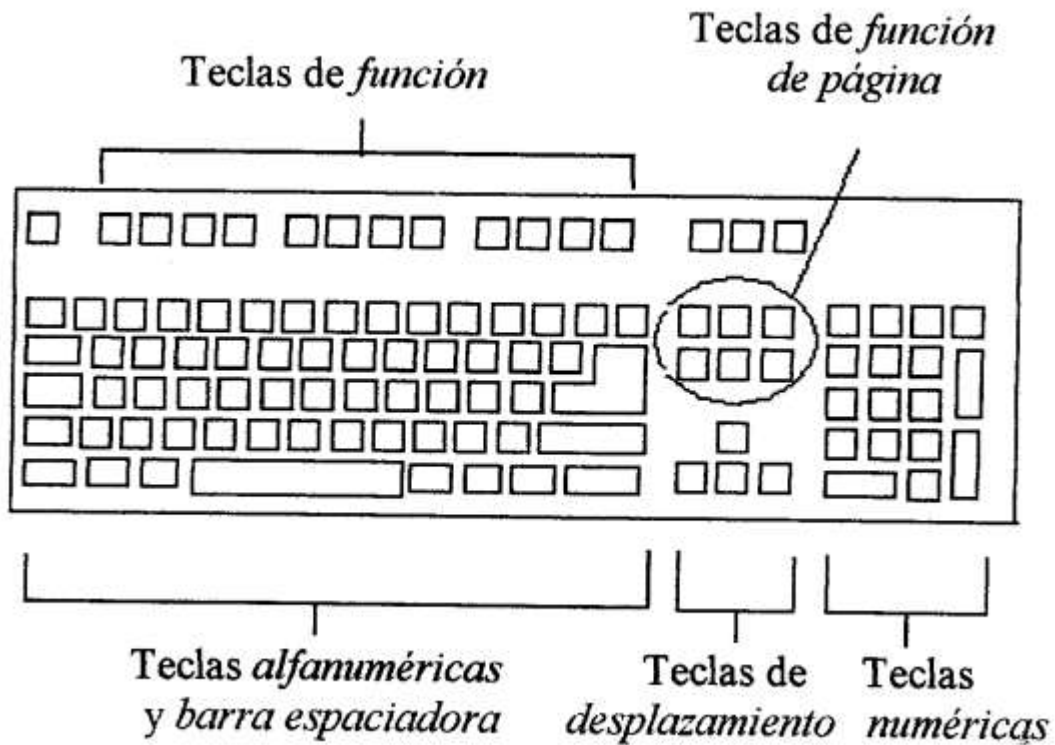 Teclas de función
Teclas de función
de página
Teclas alfanuméricas
y barra espaciadora
Teclas de
desplazamiento
Teclas
numéricas